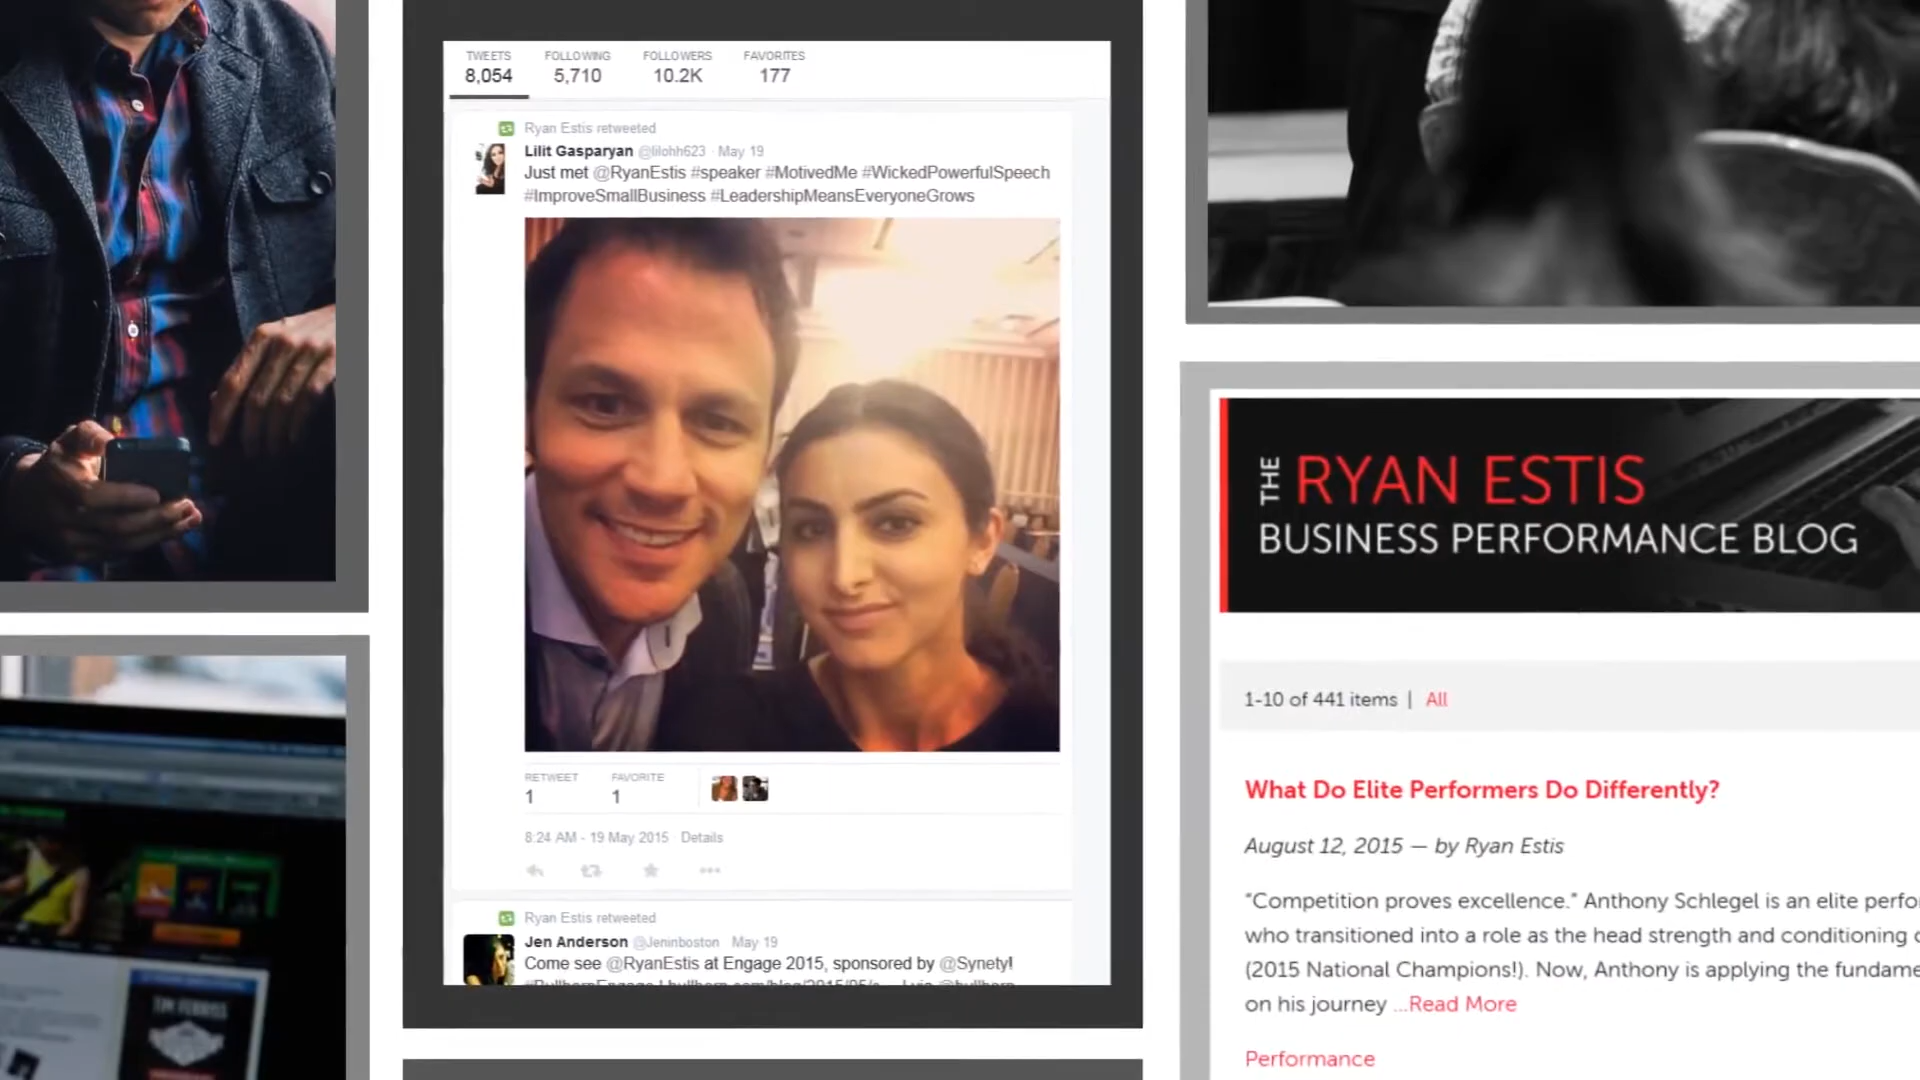 TWEETS FOLLOWING FOLLOWERS FAVORITES
8,054 5,710 10.2K 177
Ryan Estis retweeted
Lilit Gasparyan @lilohh623 · May 19
Just met @RyanEstis #speaker #MotivedMe #WickedPowerfulSpeech
#ImproveSmallBusiness #LeadershipMeansEveryoneGrows
RETWEET FAVORITE
1 1
8:24 AM - 19 May 2015 · Details
Ryan Estis retweeted
Jen Anderson @Jeninboston · May 19
Come see @RyanEstis at Engage 2015, sponsored by @Synety!
THE RYAN ESTIS
BUSINESS PERFORMANCE BLOG
1-10 of 441 items | All
What Do Elite Performers Do Differently?
August 12, 2015 — by Ryan Estis
"Competition proves excellence." Anthony Schlegel is an elite perfo
who transitioned into a role as the head strength and conditioning
(2015 National Champions!). Now, Anthony is applying the fundame
on his journey ...Read More
Performance
TIM FERRISS